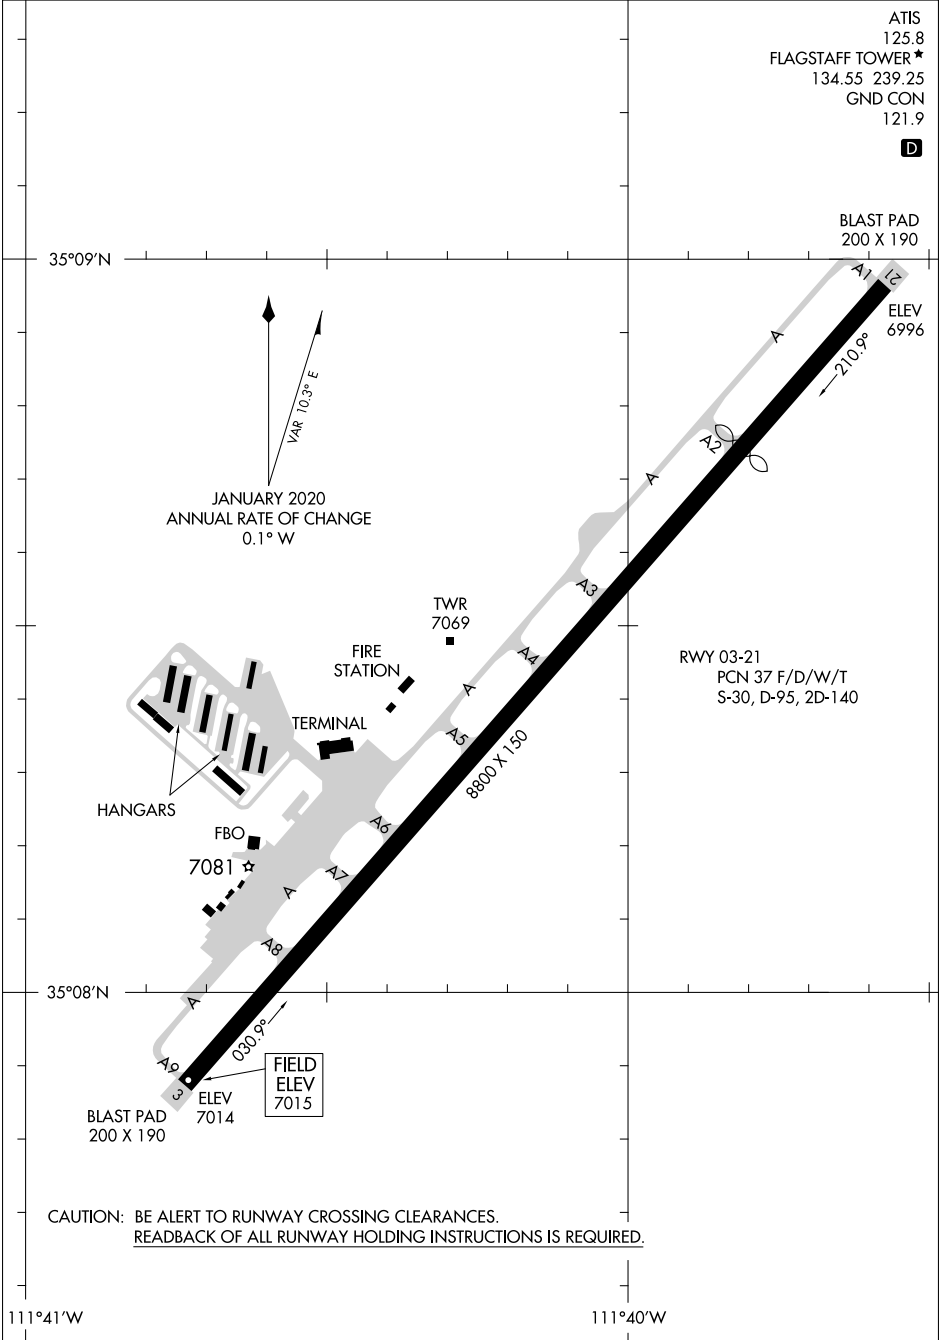 ATIS
125.8
FLAGSTAFF TOWER ★
134.55 239.25
GND CON
121.9
D
BLAST PAD
200 X 190
35°09'N
A1
21
ELEV
6996
A
210.9°
VAR 10.3° E
A2
A
JANUARY 2020
ANNUAL RATE OF CHANGE
0.1° W
A3
TWR
7069
FIRE
STATION
A4
RWY 03-21
PCN 37 F/D/W/T
S-30, D-95, 2D-140
A
TERMINAL
A5
8800 X 150
HANGARS
A6
FBO
7081
A7
A
A8
35°08'N
A
030.9°
A9
FIELD
ELEV
7015
3
ELEV
7014
BLAST PAD
200 X 190
CAUTION: BE ALERT TO RUNWAY CROSSING CLEARANCES.
READBACK OF ALL RUNWAY HOLDING INSTRUCTIONS IS REQUIRED.
111°41'W
111°40'W